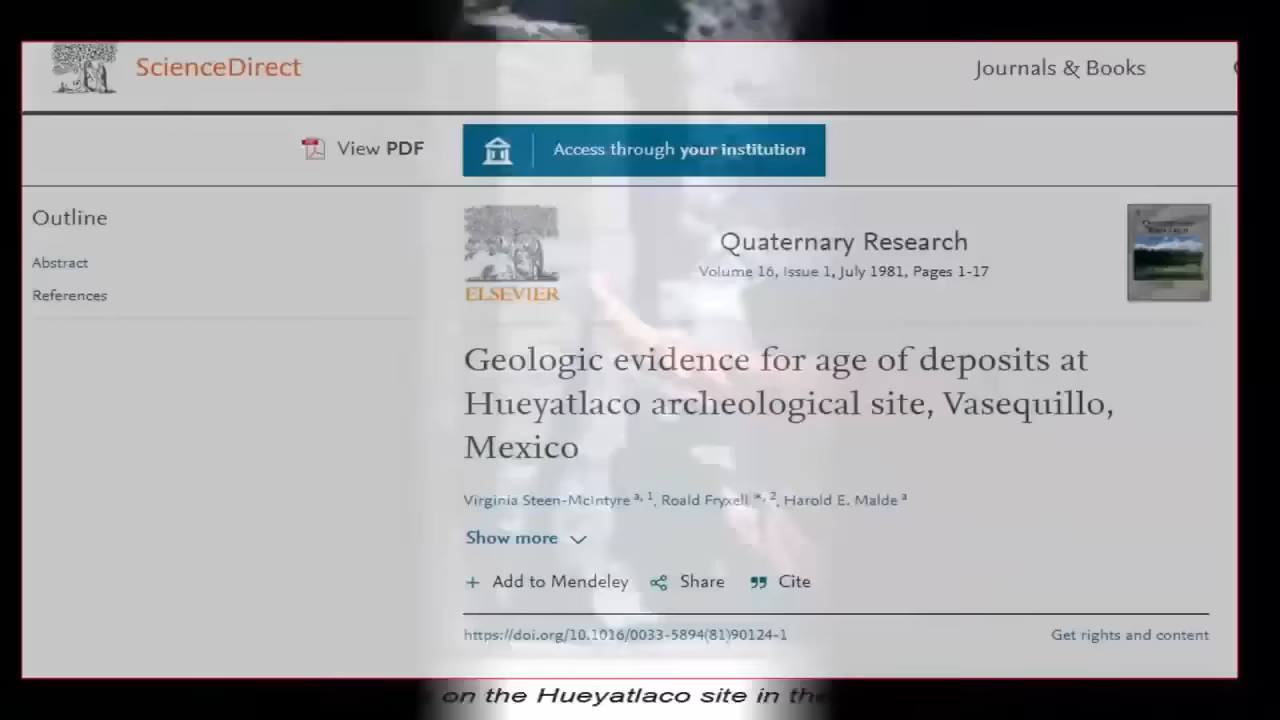 ScienceDirect
Journals & Books
View PDF
Access through your institution
Outline
Abstract
References
ELSEVIER
Quaternary Research
Volume 16, Issue 1, July 1981, Pages 1-17
Geologic evidence for age of deposits at
Hueyatlaco archeological site, Vasequillo,
Mexico
Virginia Steen-McIntyre a, 1, Roald Fryxell *, 2, Harold E. Malde a
Show more
Add to Mendeley
Share
Cite
https://doi.org/10.1016/0033-5894(81)90124-1
Get rights and content
on the Hueyatlaco site in the